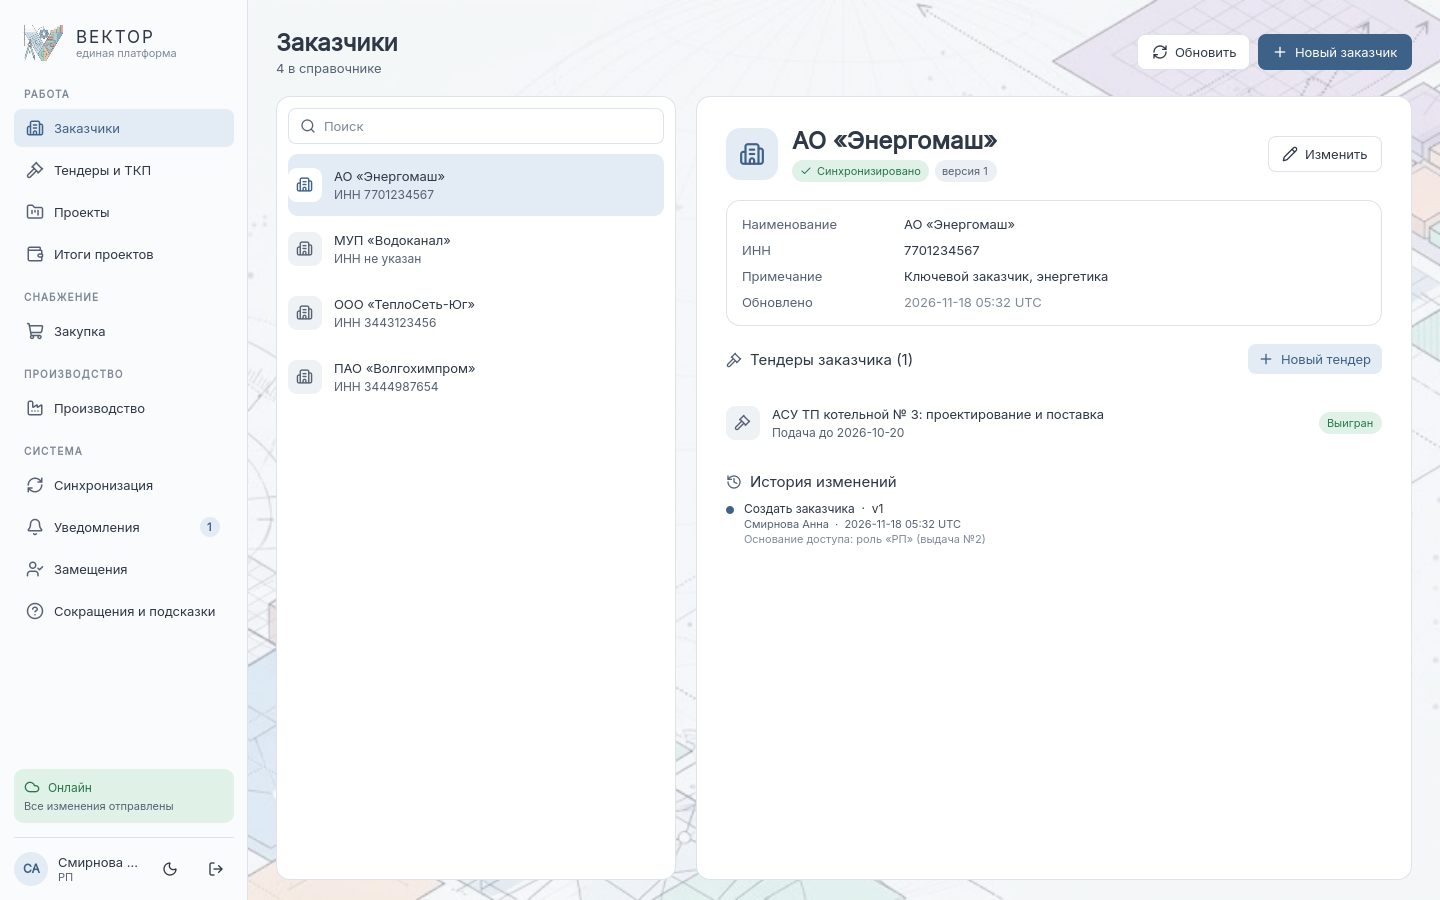 ВЕКТОР
единая платформа
РАБОТА
Заказчики
Тендеры и ТКП
Проекты
Итоги проектов
СНАБЖЕНИЕ
Закупка
ПРОИЗВОДСТВО
Производство
СИСТЕМА
Синхронизация
Уведомления 1
Замещения
Сокращения и подсказки
Онлайн
Все изменения отправлены
СА
Смирнова ...
РП
Заказчики
4 в справочнике
Обновить
Новый заказчик
Поиск
АО «Энергомаш»
ИНН 7701234567
МУП «Водоканал»
ИНН не указан
ООО «ТеплоСеть-Юг»
ИНН 3443123456
ПАО «Волгохимпром»
ИНН 3444987654
АО «Энергомаш»
Синхронизировано версия 1
Изменить
Наименование АО «Энергомаш»
ИНН 7701234567
Примечание Ключевой заказчик, энергетика
Обновлено 2026-11-18 05:32 UTC
Тендеры заказчика (1)
Новый тендер
АСУ ТП котельной № 3: проектирование и поставка
Подача до 2026-10-20
Выигран
История изменений
Создать заказчика · v1
Смирнова Анна · 2026-11-18 05:32 UTC
Основание доступа: роль «РП» (выдача №2)